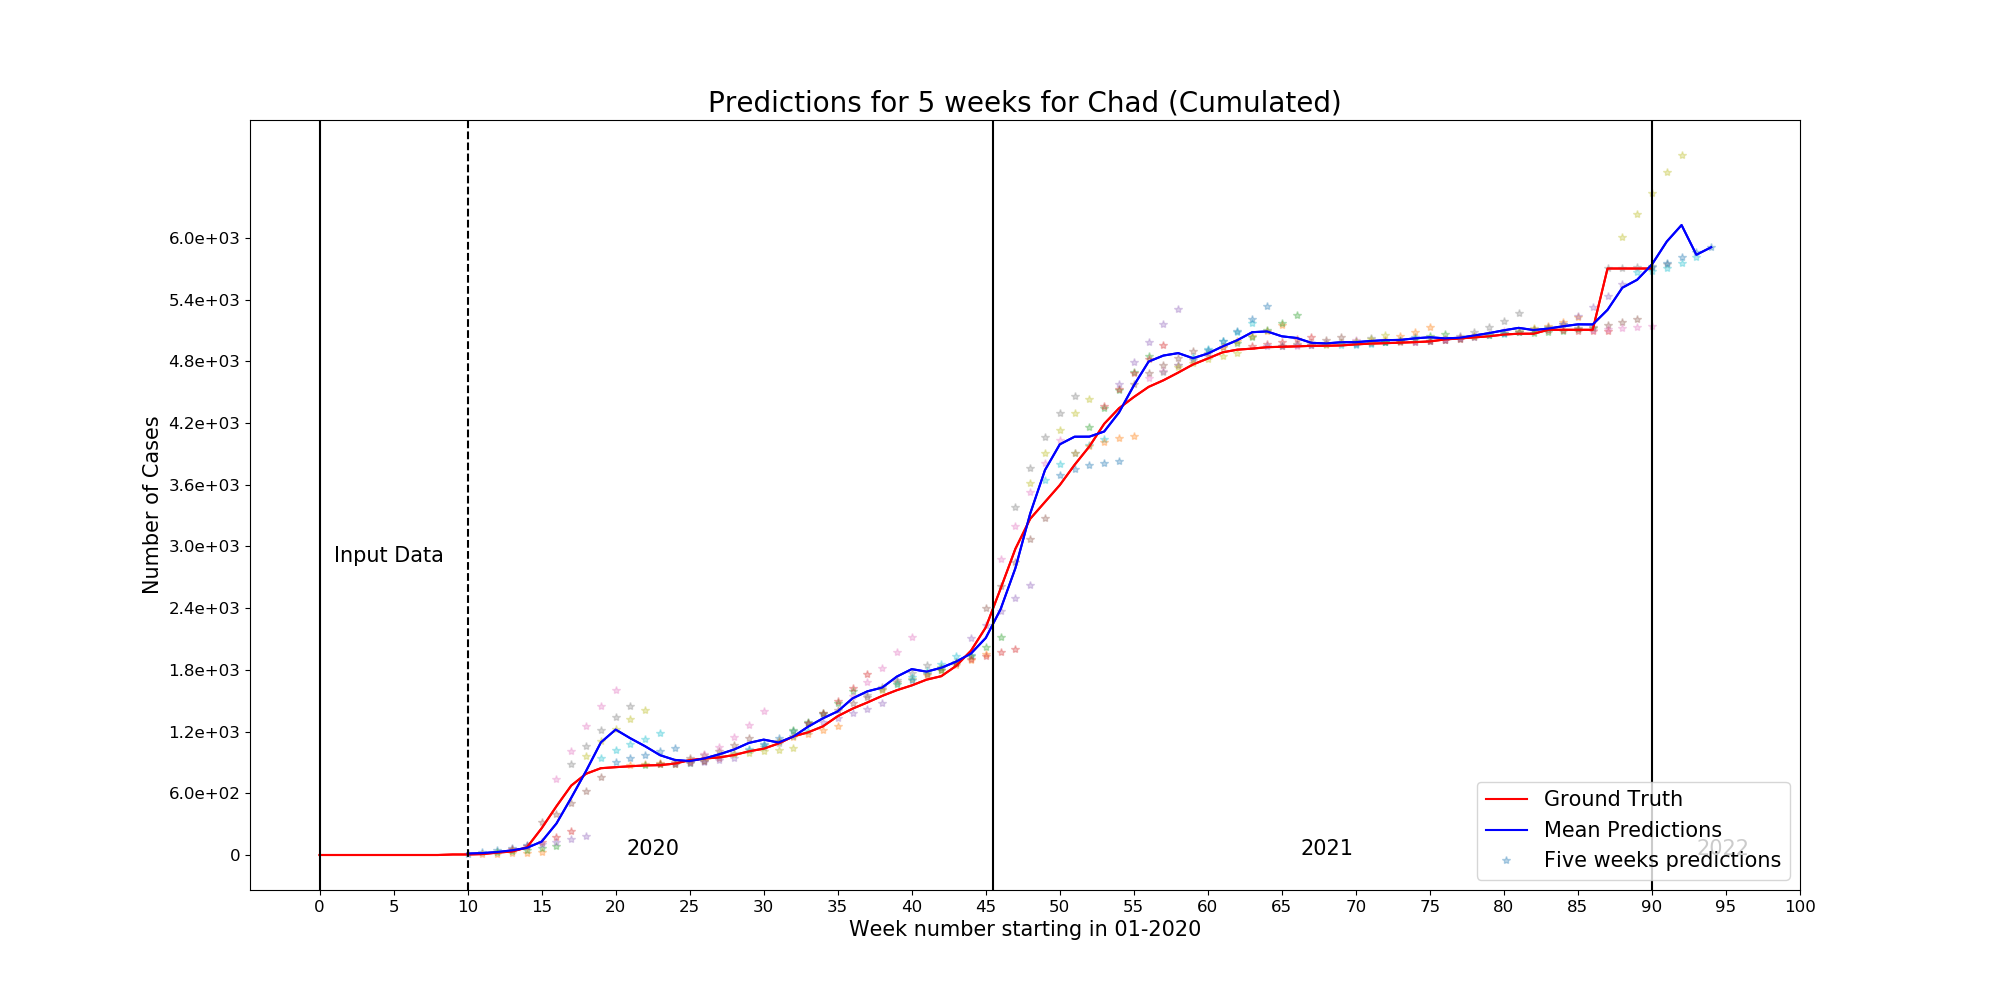 Predictions for 5 weeks for Chad (Cumulated)
6.0e+03
5.4e+03
4.8e+03
4.2e+03
3.6e+03
3.0e+03
2.4e+03
1.8e+03
1.2e+03
6.0e+02
0
Number of Cases
Input Data
2020
2021
2022
Ground Truth
Mean Predictions
Five weeks predictions
0 5 10 15 20 25 30 35 40 45 50 55 60 65 70 75 80 85 90 95 100
Week number starting in 01-2020